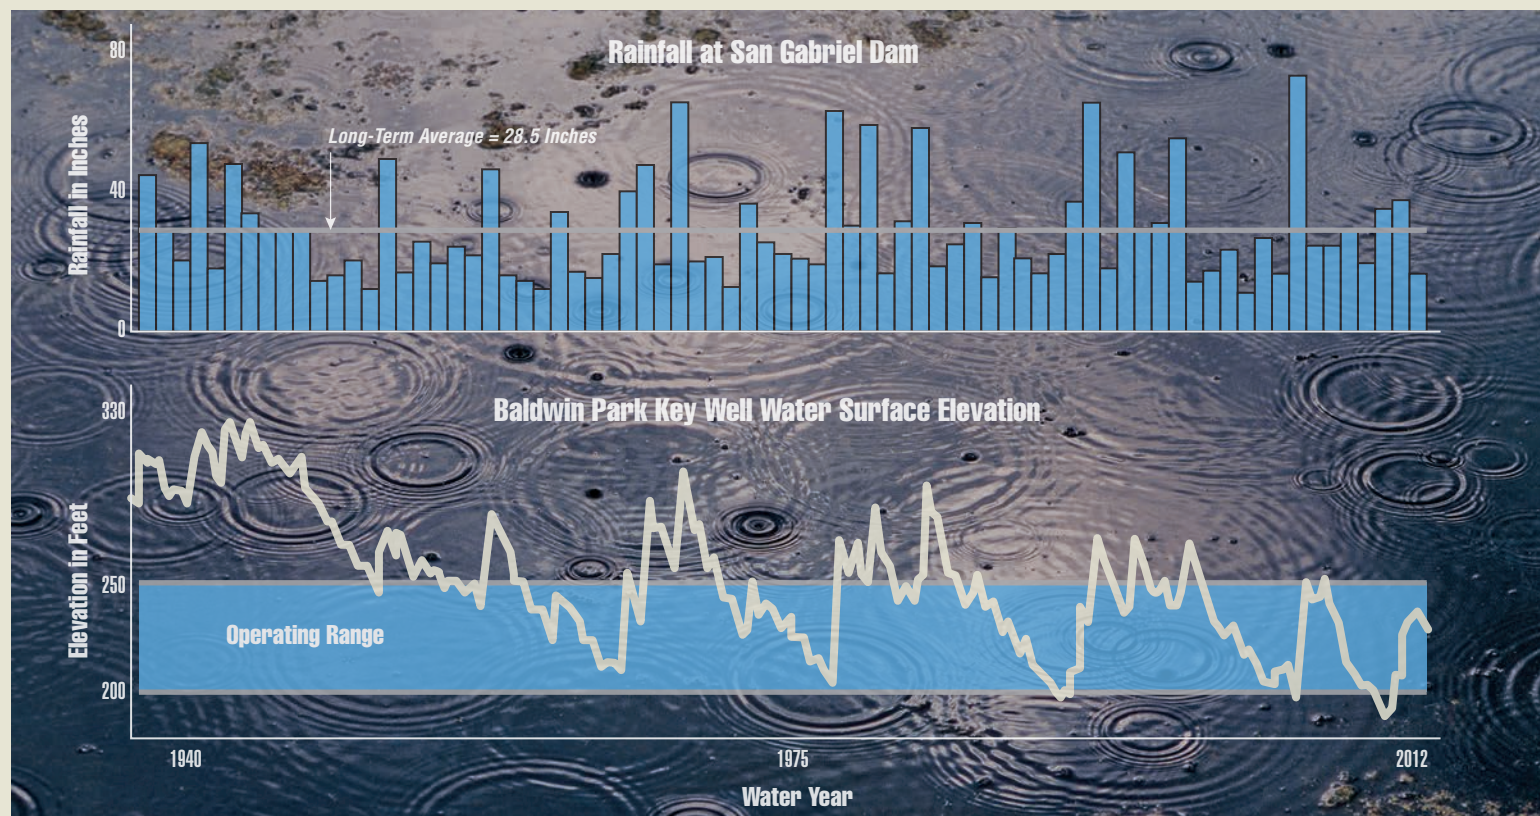 Rainfall at San Gabriel Dam
80
Long-Term Average = 28.5 Inches
Rainfall in Inches
40
0
Baldwin Park Key Well Water Surface Elevation
330
Elevation in Feet
250
Operating Range
200
1940
1975
2012
Water Year